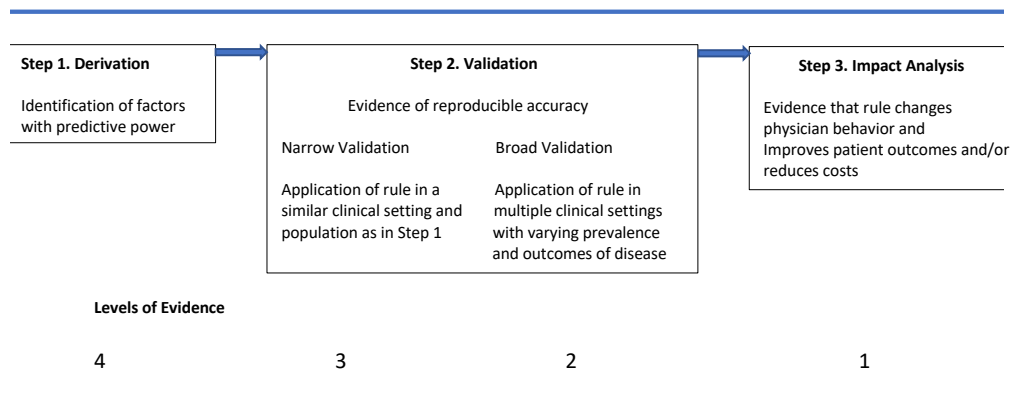 Step 1. Derivation
Identification of factors
with predictive power
Step 2. Validation
Evidence of reproducible accuracy
Narrow Validation
Application of rule in a
similar clinical setting and
population as in Step 1
Broad Validation
Application of rule in
multiple clinical settings
with varying prevalence
and outcomes of disease
Step 3. Impact Analysis
Evidence that rule changes
physician behavior and
Improves patient outcomes and/or
reduces costs
Levels of Evidence
4 3 2 1